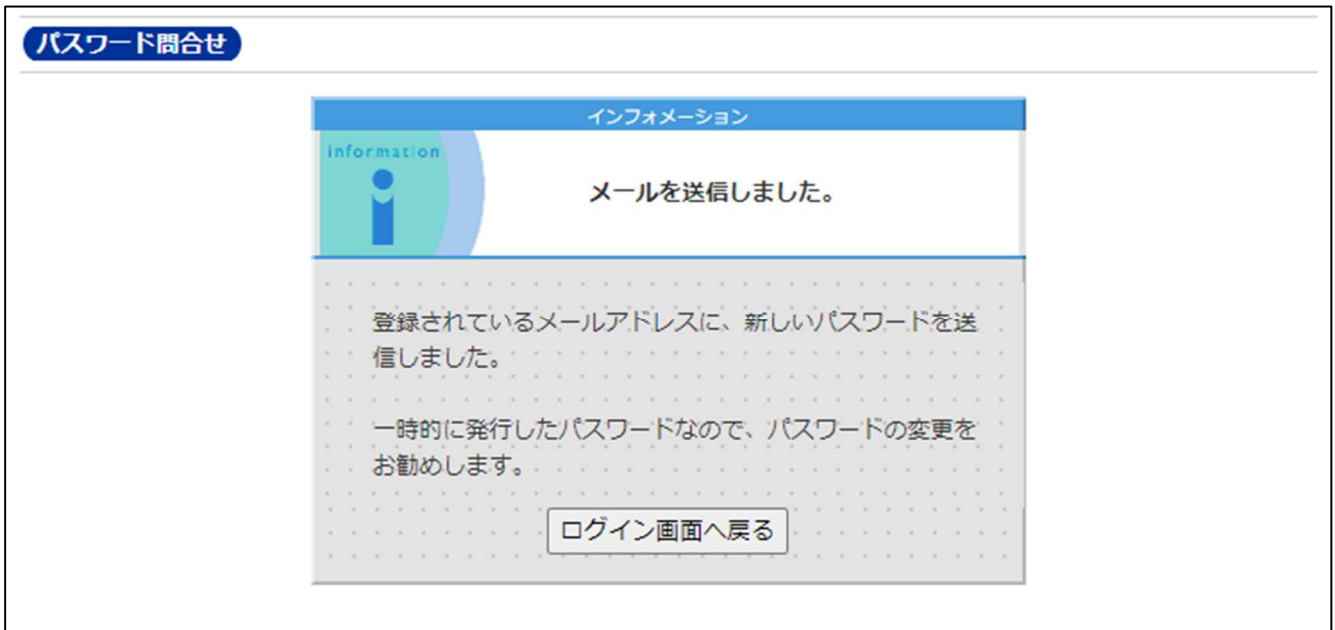 パスワード問合せ
インフォメーション
information
メールを送信しました。
登録されているメールアドレスに、新しいパスワードを送
信しました。
一時的に発行したパスワードなので、パスワードの変更を
お勧めします。
ログイン画面へ戻る